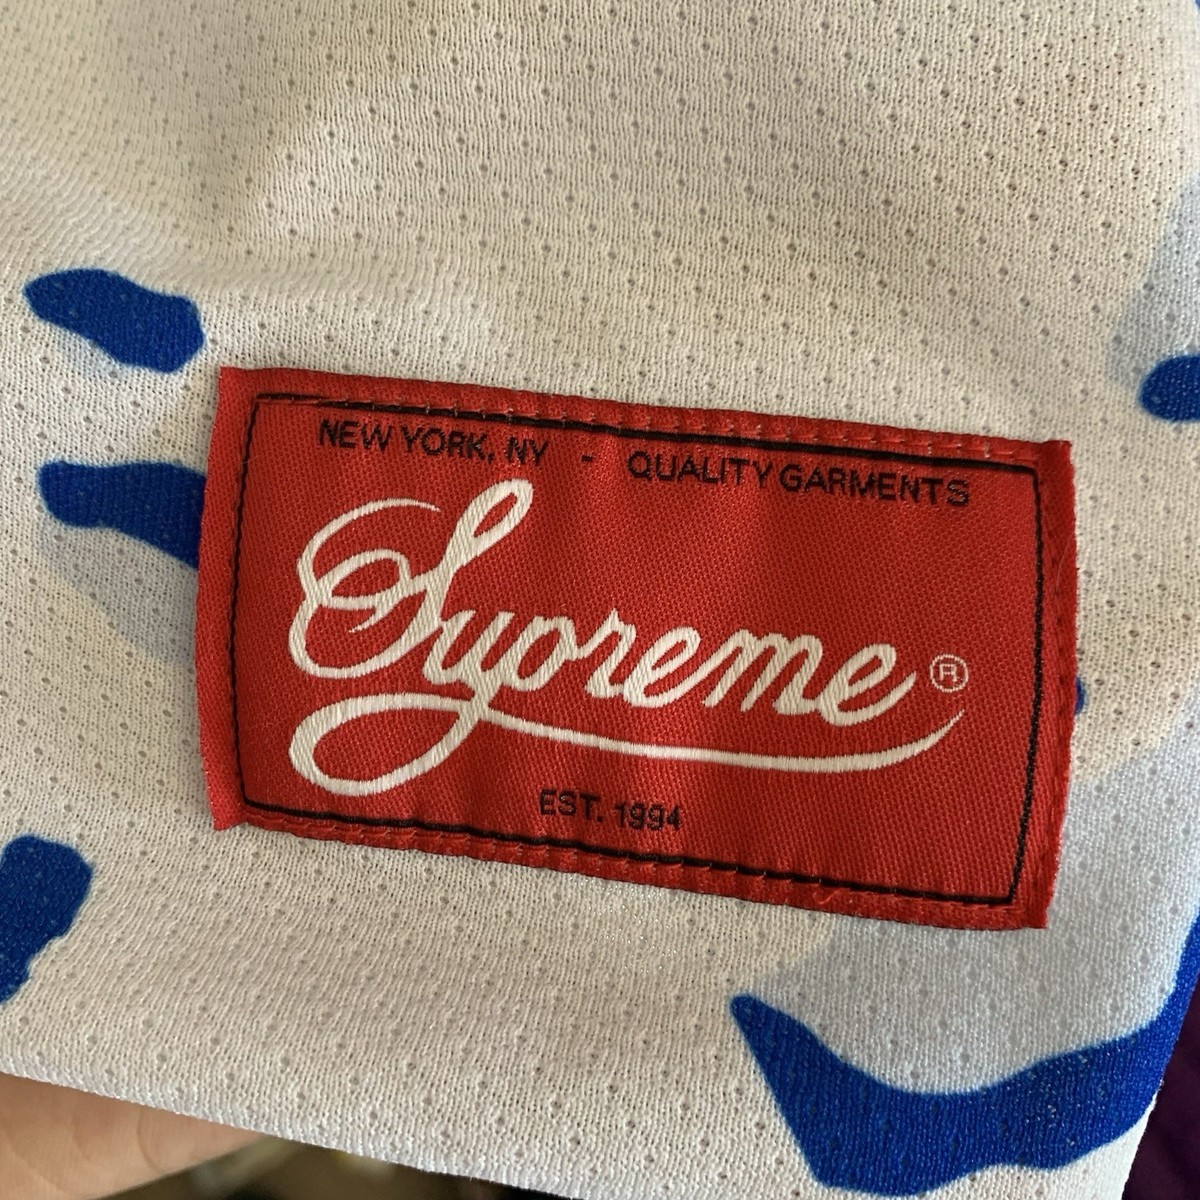 NEW YORK, NY - QUALITY GARMENTS
Supreme ®
EST. 1994